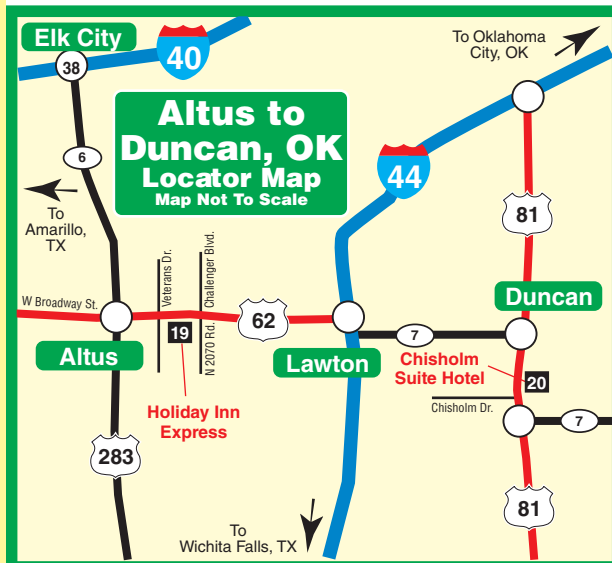 Elk City
38
40
To Oklahoma
City, OK
Altus to
Duncan, OK
Locator Map
Map Not To Scale
6
44
To
Amarillo,
TX
81
Veterans Dr.
N 2070 Rd. Challenger Blvd.
W Broadway St.
62
Duncan
19
7
Altus
Lawton
Chisholm
Suite Hotel
20
Holiday Inn
Express
Chisholm Dr.
7
283
81
To
Wichita Falls, TX